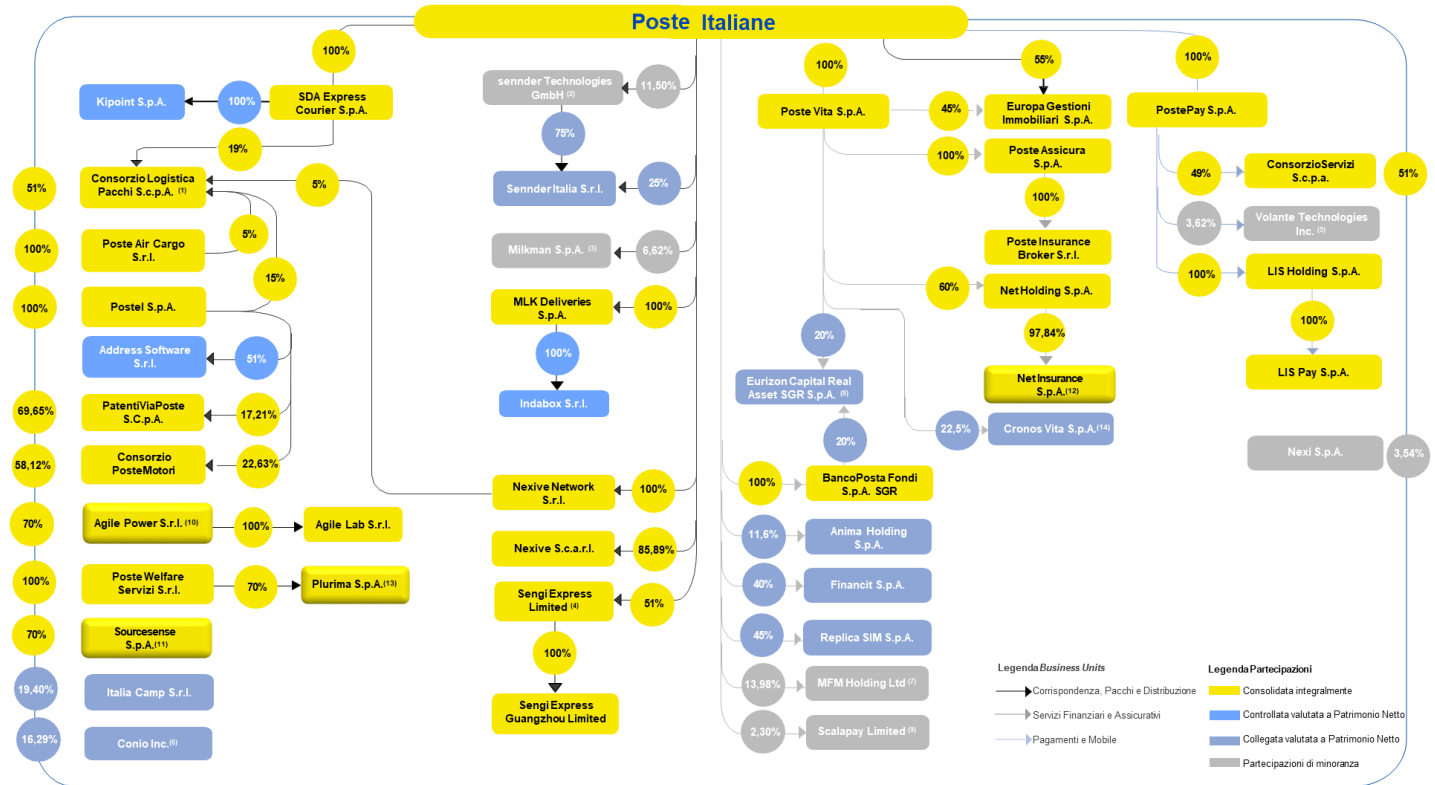 Poste Italiane
100%
Kipoint S.p.A.
100%
SDA Express
Courier S.p.A.
19%
51%
Consorzio Logistica
Pacchi S.c.p.A. (1)
5%
100%
Poste Air Cargo
S.r.l.
5%
15%
100%
Postel S.p.A.
Address Software
S.r.l.
51%
69,65%
PatentiViaPoste
S.C.p.A.
17,21%
58,12%
Consorzio
PosteMotori
22,63%
70%
Agile Power S.r.l. (10)
100%
Agile Lab S.r.l.
100%
Poste Welfare
Servizi S.r.l.
70%
Plurima S.p.A.(13)
70%
Sourcesense
S.p.A.(11)
19,40%
Italia Camp S.r.l.
16,29%
Conio Inc.(6)
sennder Technologies
GmbH (2)
11,50%
75%
Sennder Italia S.r.l.
25%
Milkman S.p.A. (3)
6,62%
MLK Deliveries
S.p.A.
100%
100%
Indabox S.r.l.
Nexive Network
S.r.l.
100%
Nexive S.c.a.r.l.
85,89%
Sengi Express
Limited (4)
51%
100%
Sengi Express
Guangzhou Limited
100%
Poste Vita S.p.A.
55%
45%
Europa Gestioni
Immobiliari S.p.A.
100%
Poste Assicura
S.p.A.
100%
Poste Insurance
Broker S.r.l.
60%
Net Holding S.p.A.
97,84%
Net Insurance
S.p.A.(12)
20%
Eurizon Capital Real
Asset SGR S.p.A. (8)
20%
22,5%
Cronos Vita S.p.A.(14)
100%
BancoPosta Fondi
S.p.A. SGR
11,6%
Anima Holding
S.p.A.
40%
Financit S.p.A.
45%
Replica SIM S.p.A.
13,98%
MFM Holding Ltd (7)
2,30%
Scalapay Limited (9)
100%
PostePay S.p.A.
49%
ConsorzioServizi
S.c.p.a.
51%
3,62%
Volante Technologies
Inc. (5)
100%
LIS Holding S.p.A.
100%
LIS Pay S.p.A.
Nexi S.p.A.
3,54%
Legenda Business Units
Corrispondenza, Pacchi e Distribuzione
Servizi Finanziari e Assicurativi
Pagamenti e Mobile
Legenda Partecipazioni
Consolidata integralmente
Controllata valutata a Patrimonio Netto
Collegata valutata a Patrimonio Netto
Partecipazioni di minoranza